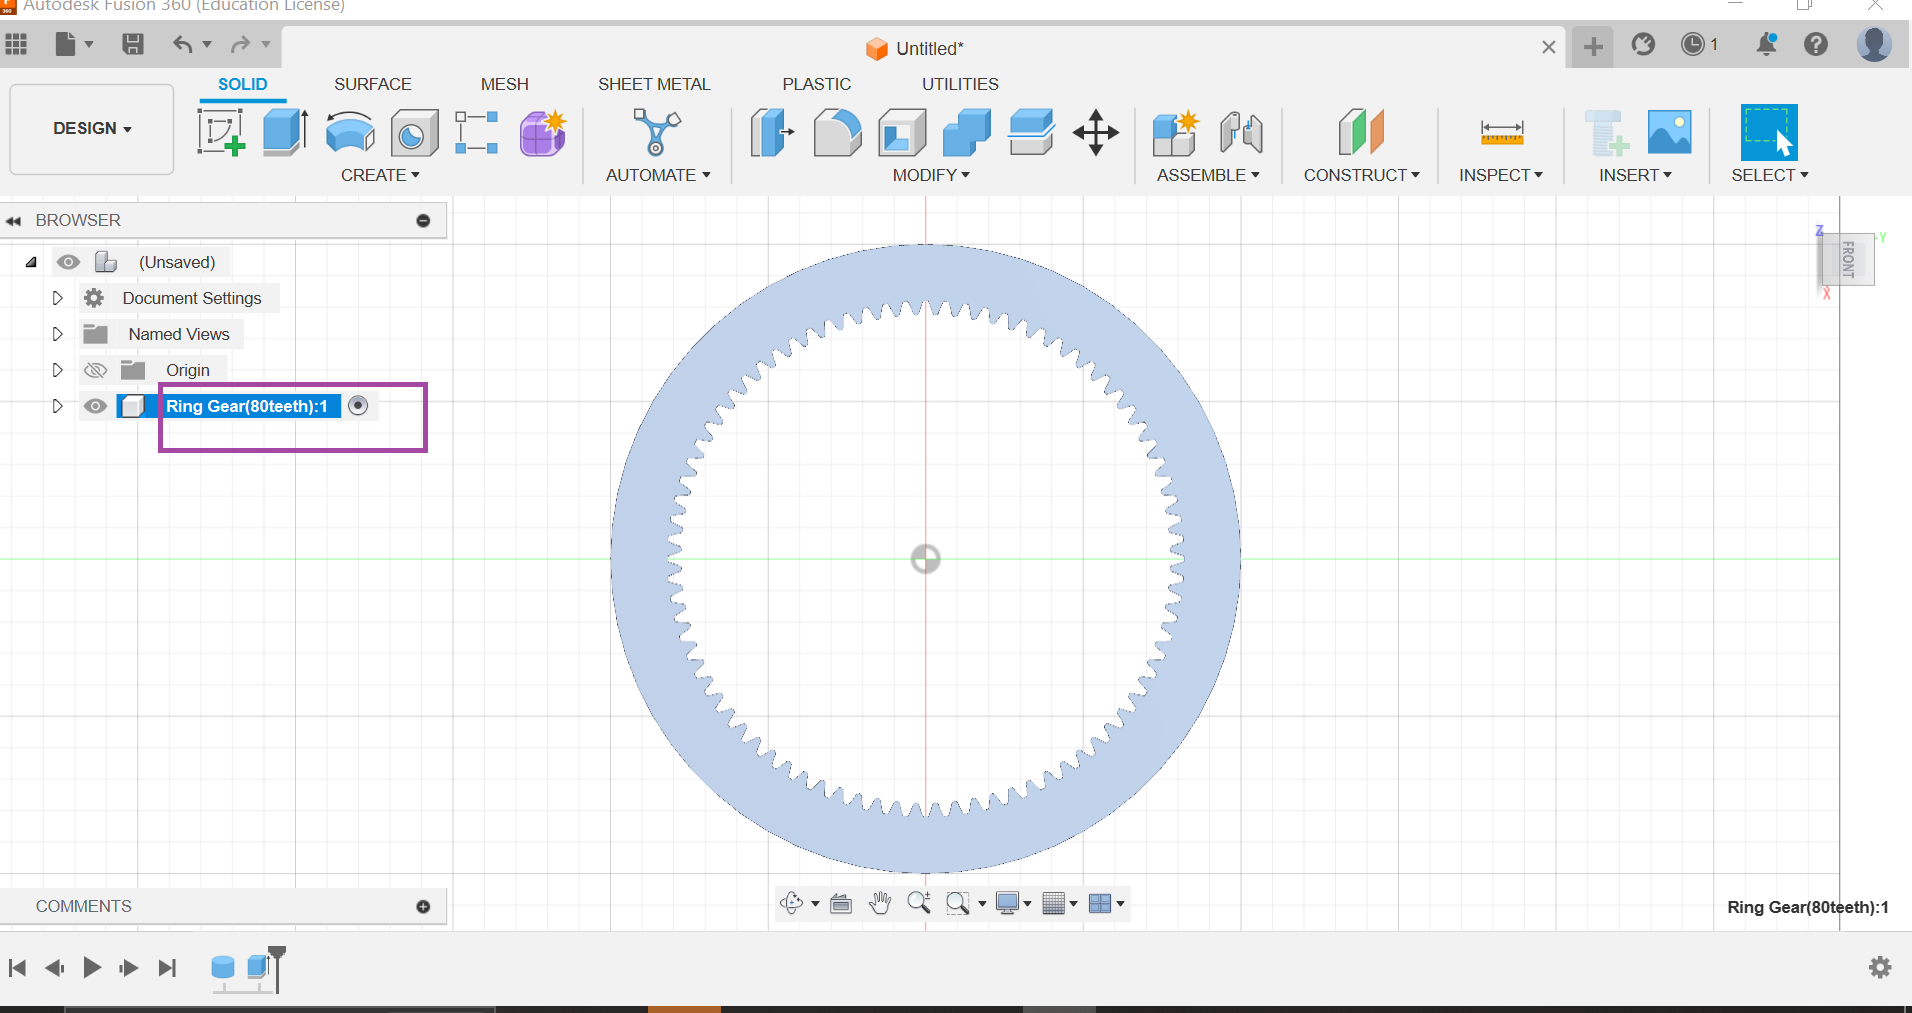 Autodesk Fusion 360 (Education License)
Untitled*
1
SOLID SURFACE MESH SHEET METAL PLASTIC UTILITIES
DESIGN
CREATE AUTOMATE MODIFY ASSEMBLE CONSTRUCT INSPECT INSERT SELECT
BROWSER
(Unsaved)
Document Settings
Named Views
Origin
Ring Gear(80teeth):1
Z
Y
FRONT
X
COMMENTS
Ring Gear(80teeth):1